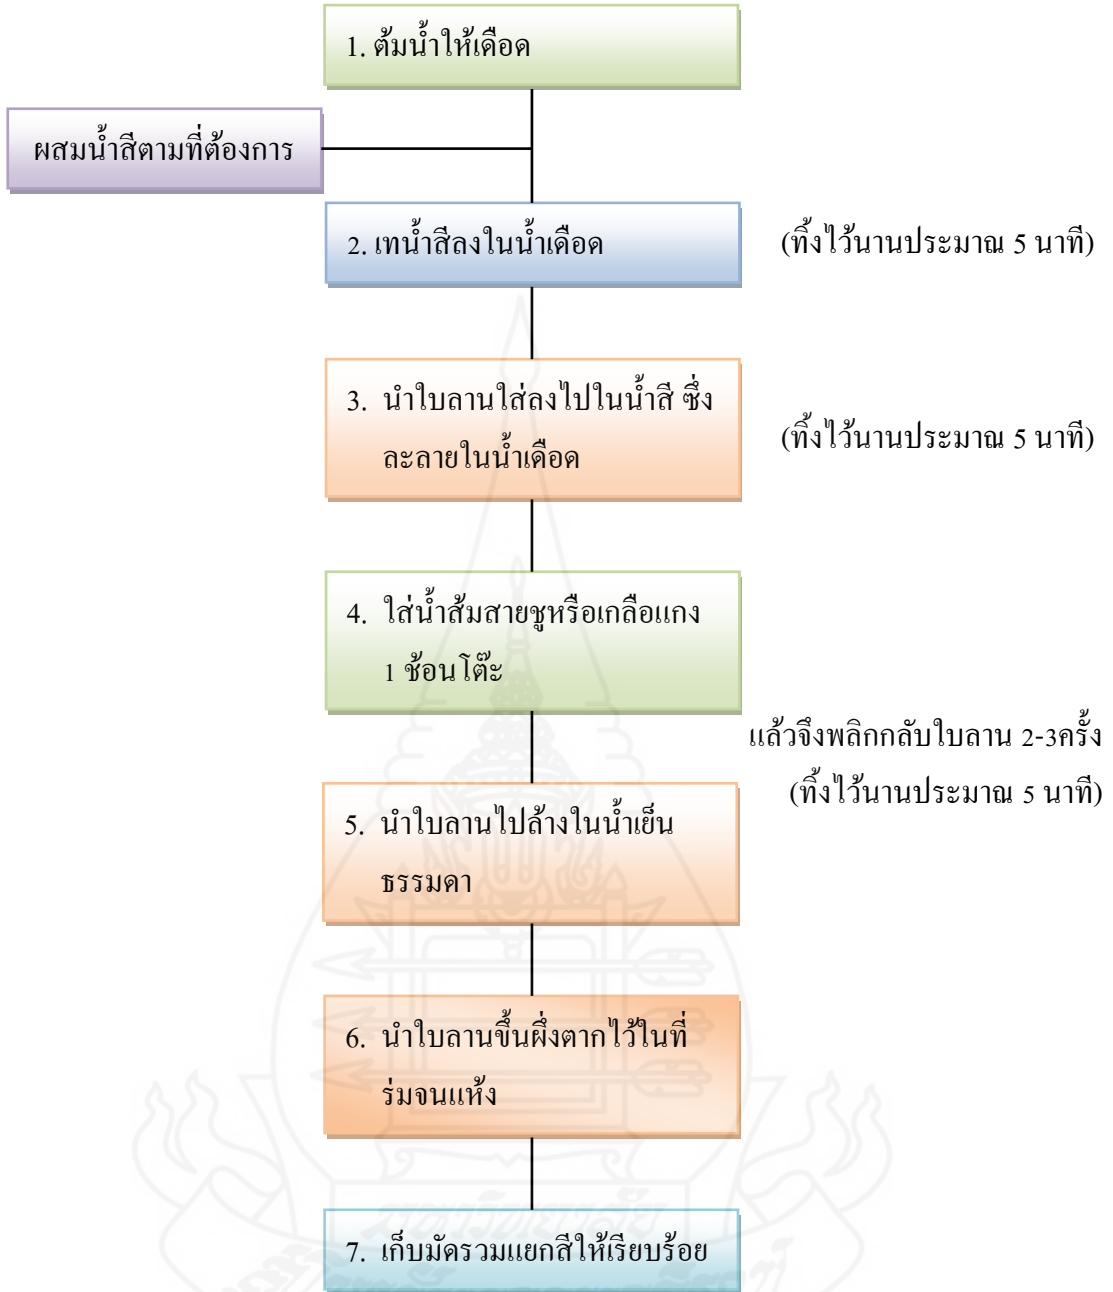 1. ต้มน้ำให้เดือด
ผสมน้ำสีตามที่ต้องการ
2. เทน้ำสีลงในน้ำเดือด
(ทิ้งไว้นานประมาณ 5 นาที)
3. นำใบลานใส่ลงไปในน้ำสี ซึ่ง
ละลายในน้ำเดือด
(ทิ้งไว้นานประมาณ 5 นาที)
4. ใส่น้ำส้มสายชูหรือเกลือแกง
1 ช้อนโต๊ะ
แล้วจึงพลิกกลับใบลาน 2-3ครั้ง
(ทิ้งไว้นานประมาณ 5 นาที)
5. นำใบลานไปล้างในน้ำเย็น
ธรรมดา
6. นำใบลานขึ้นผึ่งตากไว้ในที่
ร่มจนแห้ง
7. เก็บมัดรวมแยกสีให้เรียบร้อย
มหาวิทยาลัย